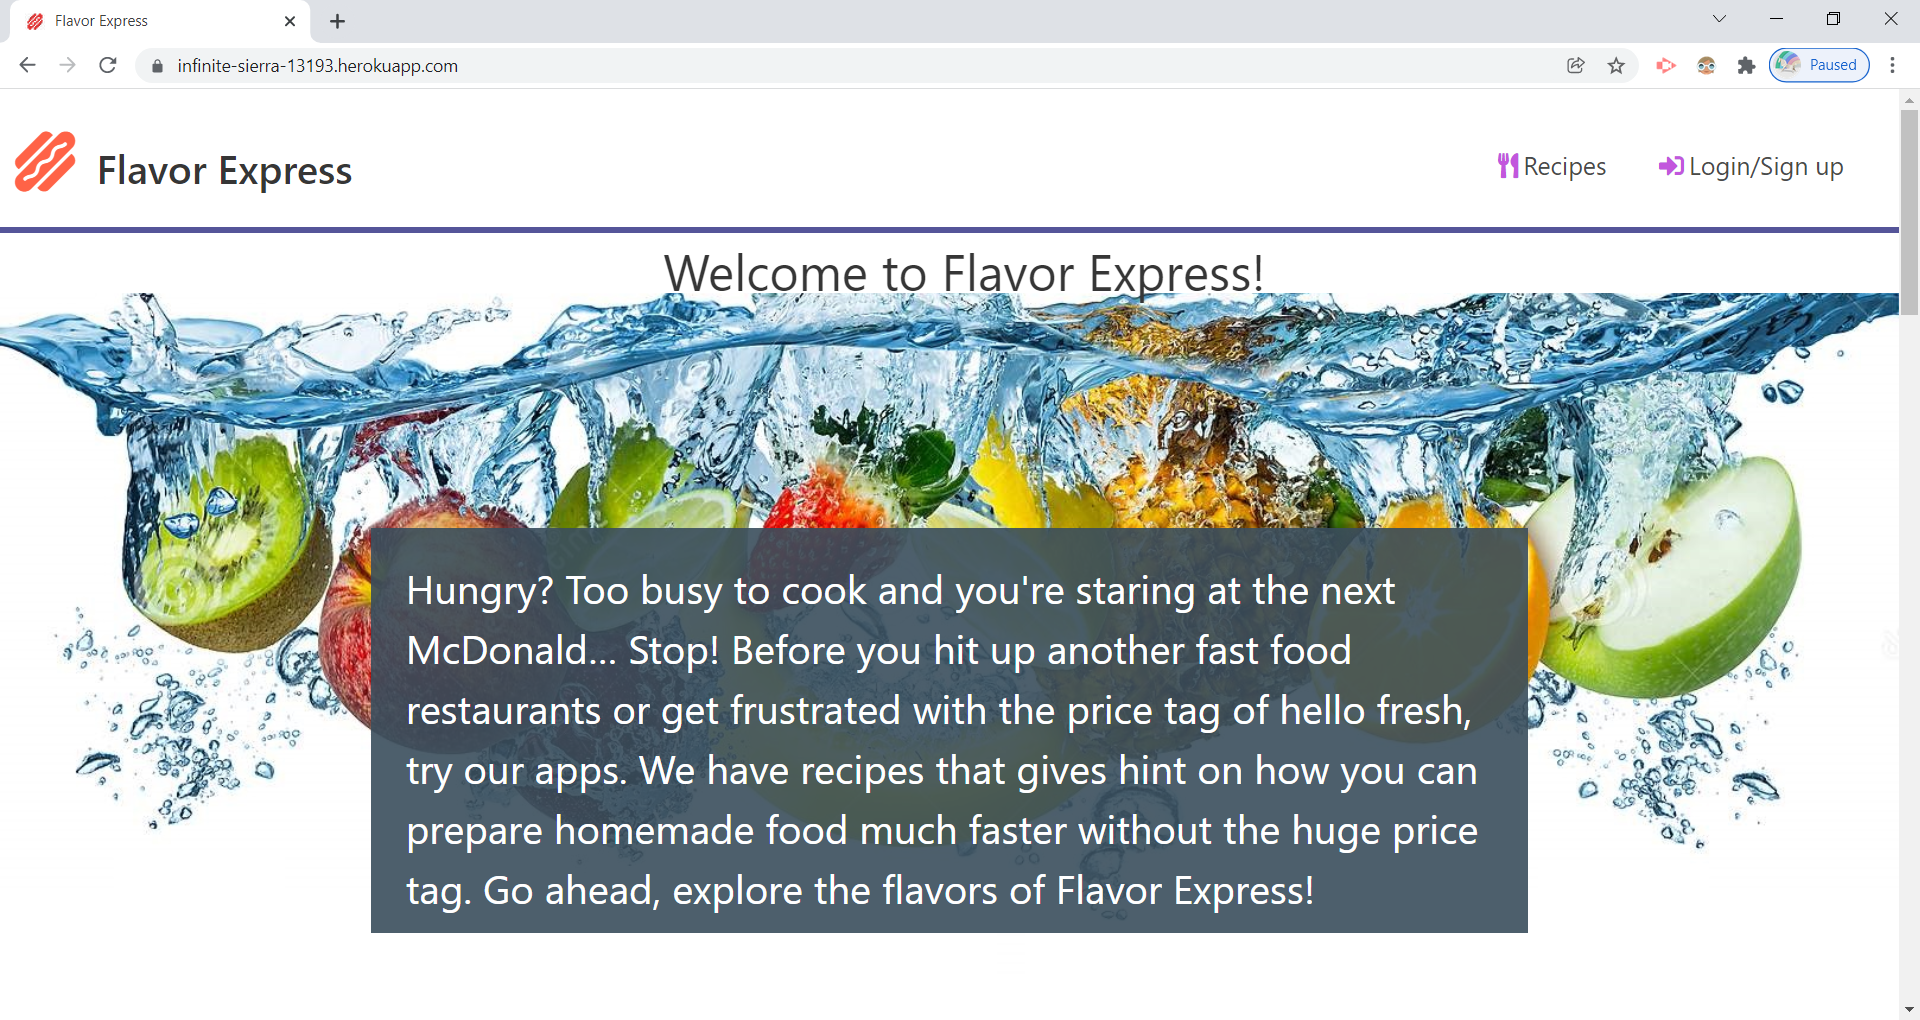 Flavor Express
infinite-sierra-13193.herokuapp.com
Paused
Flavor Express
Recipes
Login/Sign up
Welcome to Flavor Express!
Hungry? Too busy to cook and you're staring at the next
McDonald... Stop! Before you hit up another fast food
restaurants or get frustrated with the price tag of hello fresh,
try our apps. We have recipes that gives hint on how you can
prepare homemade food much faster without the huge price
tag. Go ahead, explore the flavors of Flavor Express!